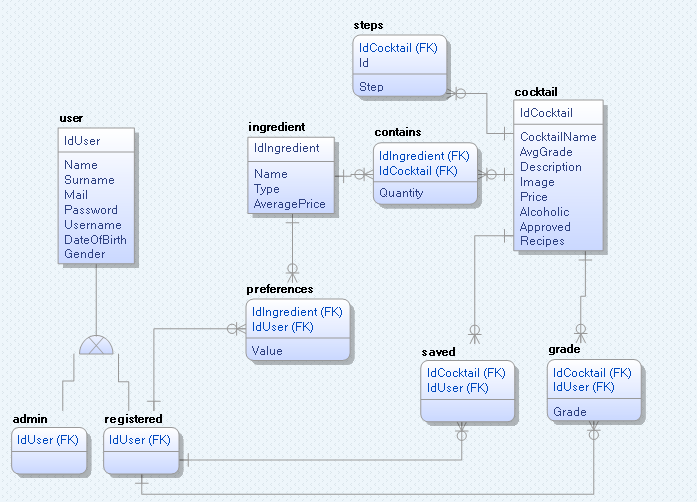 steps
IdCocktail (FK)
Id
Step
cocktail
IdCocktail
CocktailName
AvgGrade
Description
Image
Price
Alcoholic
Approved
Recipes
user
IdUser
Name
Surname
Mail
Password
Username
DateOfBirth
Gender
ingredient
IdIngredient
Name
Type
AveragePrice
contains
IdIngredient (FK)
IdCocktail (FK)
Quantity
preferences
IdIngredient (FK)
IdUser (FK)
Value
saved
IdCocktail (FK)
IdUser (FK)
grade
IdCocktail (FK)
IdUser (FK)
Grade
admin
IdUser (FK)
registered
IdUser (FK)